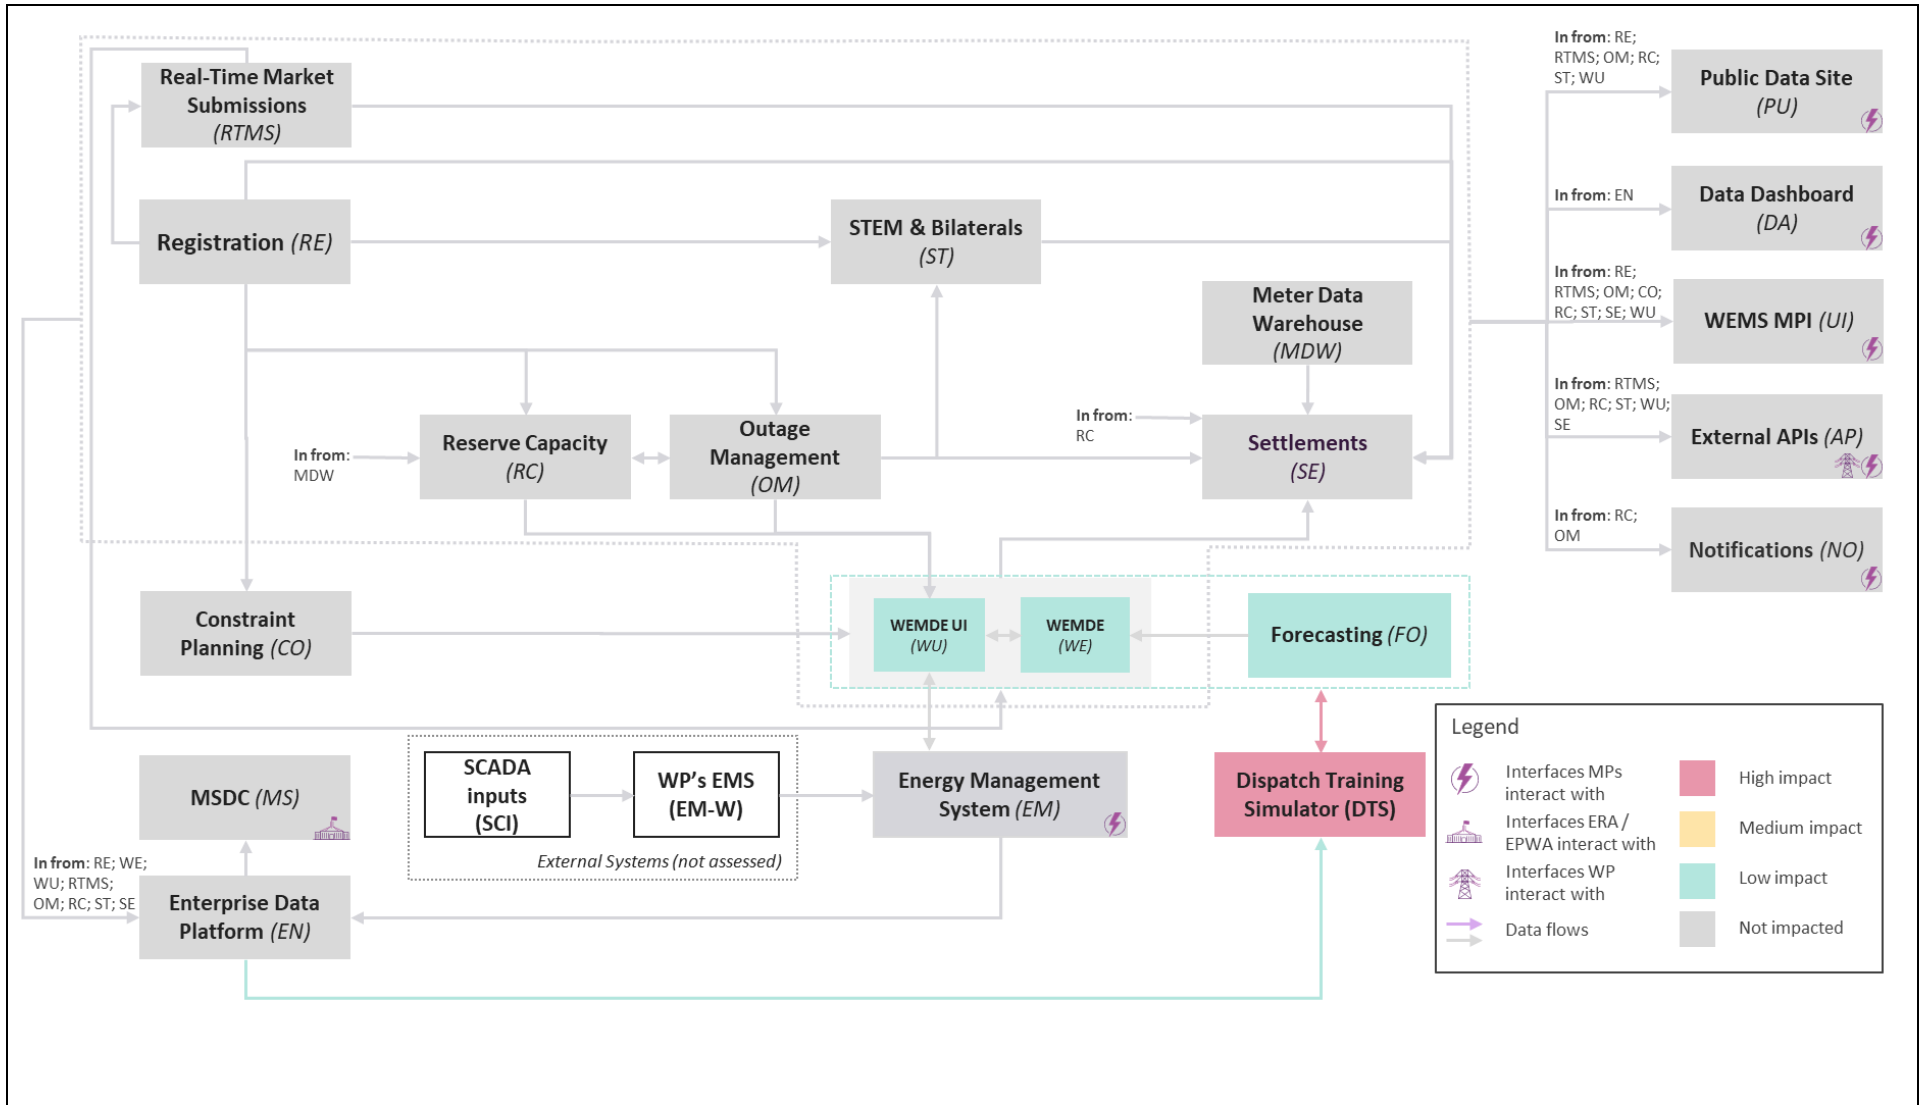 Real-Time Market
Submissions
(RTMS)
Registration (RE)
STEM & Bilaterals
(ST)
Meter Data
Warehouse
(MDW)
In from:
MDW
Reserve Capacity
(RC)
Outage
Management
(OM)
In from:
RC
Settlements
(SE)
Constraint
Planning (CO)
WEMDE UI
(WU)
WEMDE
(WE)
Forecasting (FO)
MSDC (MS)
SCADA
inputs
(SCI)
WP's EMS
(EM-W)
External Systems (not assessed)
Energy Management
System (EM)
Dispatch Training
Simulator (DTS)
In from: RE; WE;
WU; RTMS;
OM; RC; ST; SE
Enterprise Data
Platform (EN)
In from: RE;
RTMS; OM; RC;
ST; WU
Public Data Site
(PU)
In from: EN
Data Dashboard
(DA)
In from: RE;
RTMS; OM; CO;
RC; ST; SE; WU
WEMS MPI (UI)
In from: RTMS;
OM; RC; ST; WU;
SE
External APIs (AP)
In from: RC;
OM
Notifications (NO)
Legend
Interfaces MPs
interact with
Interfaces ERA /
EPWA interact with
Interfaces WP
interact with
Data flows
High impact
Medium impact
Low impact
Not impacted